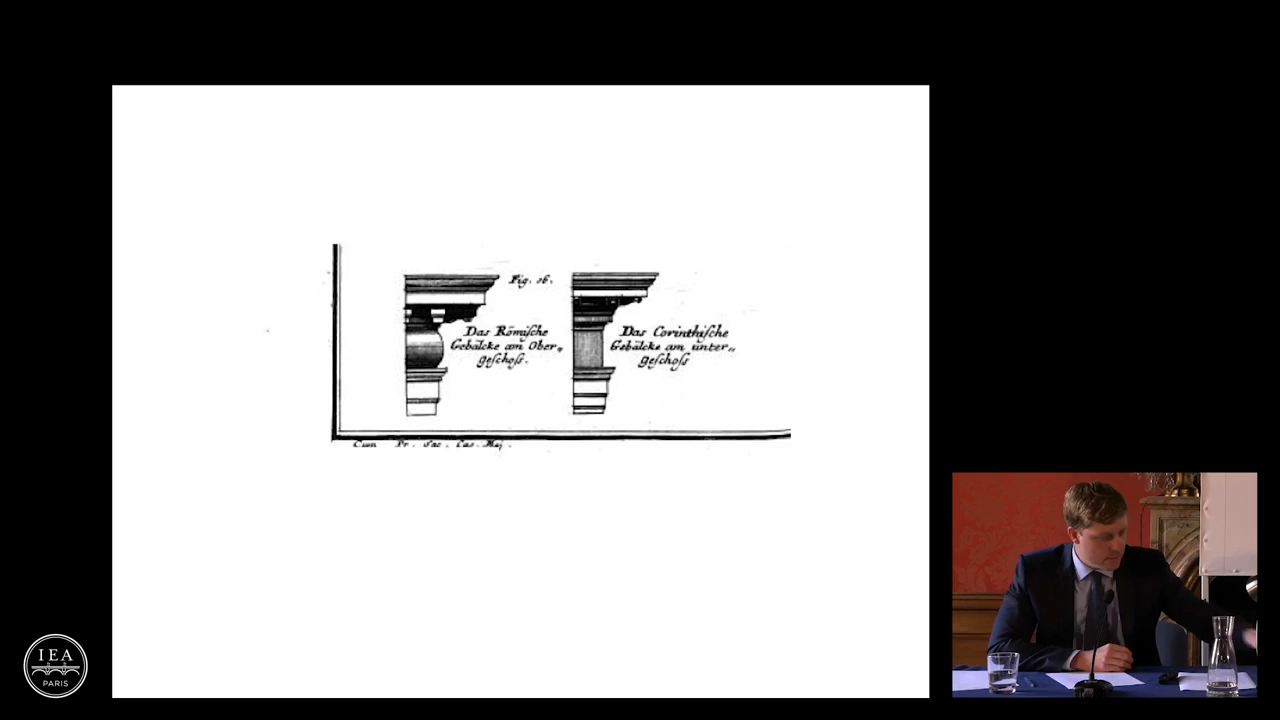 Fig. 16.
Das Römische
Gebälcke am Ober„
geschoss.
Das Corinthische
Gebälcke am unter„
geschoss
Cum Pr. Sac. Cæs. Maj.
IEA
PARIS